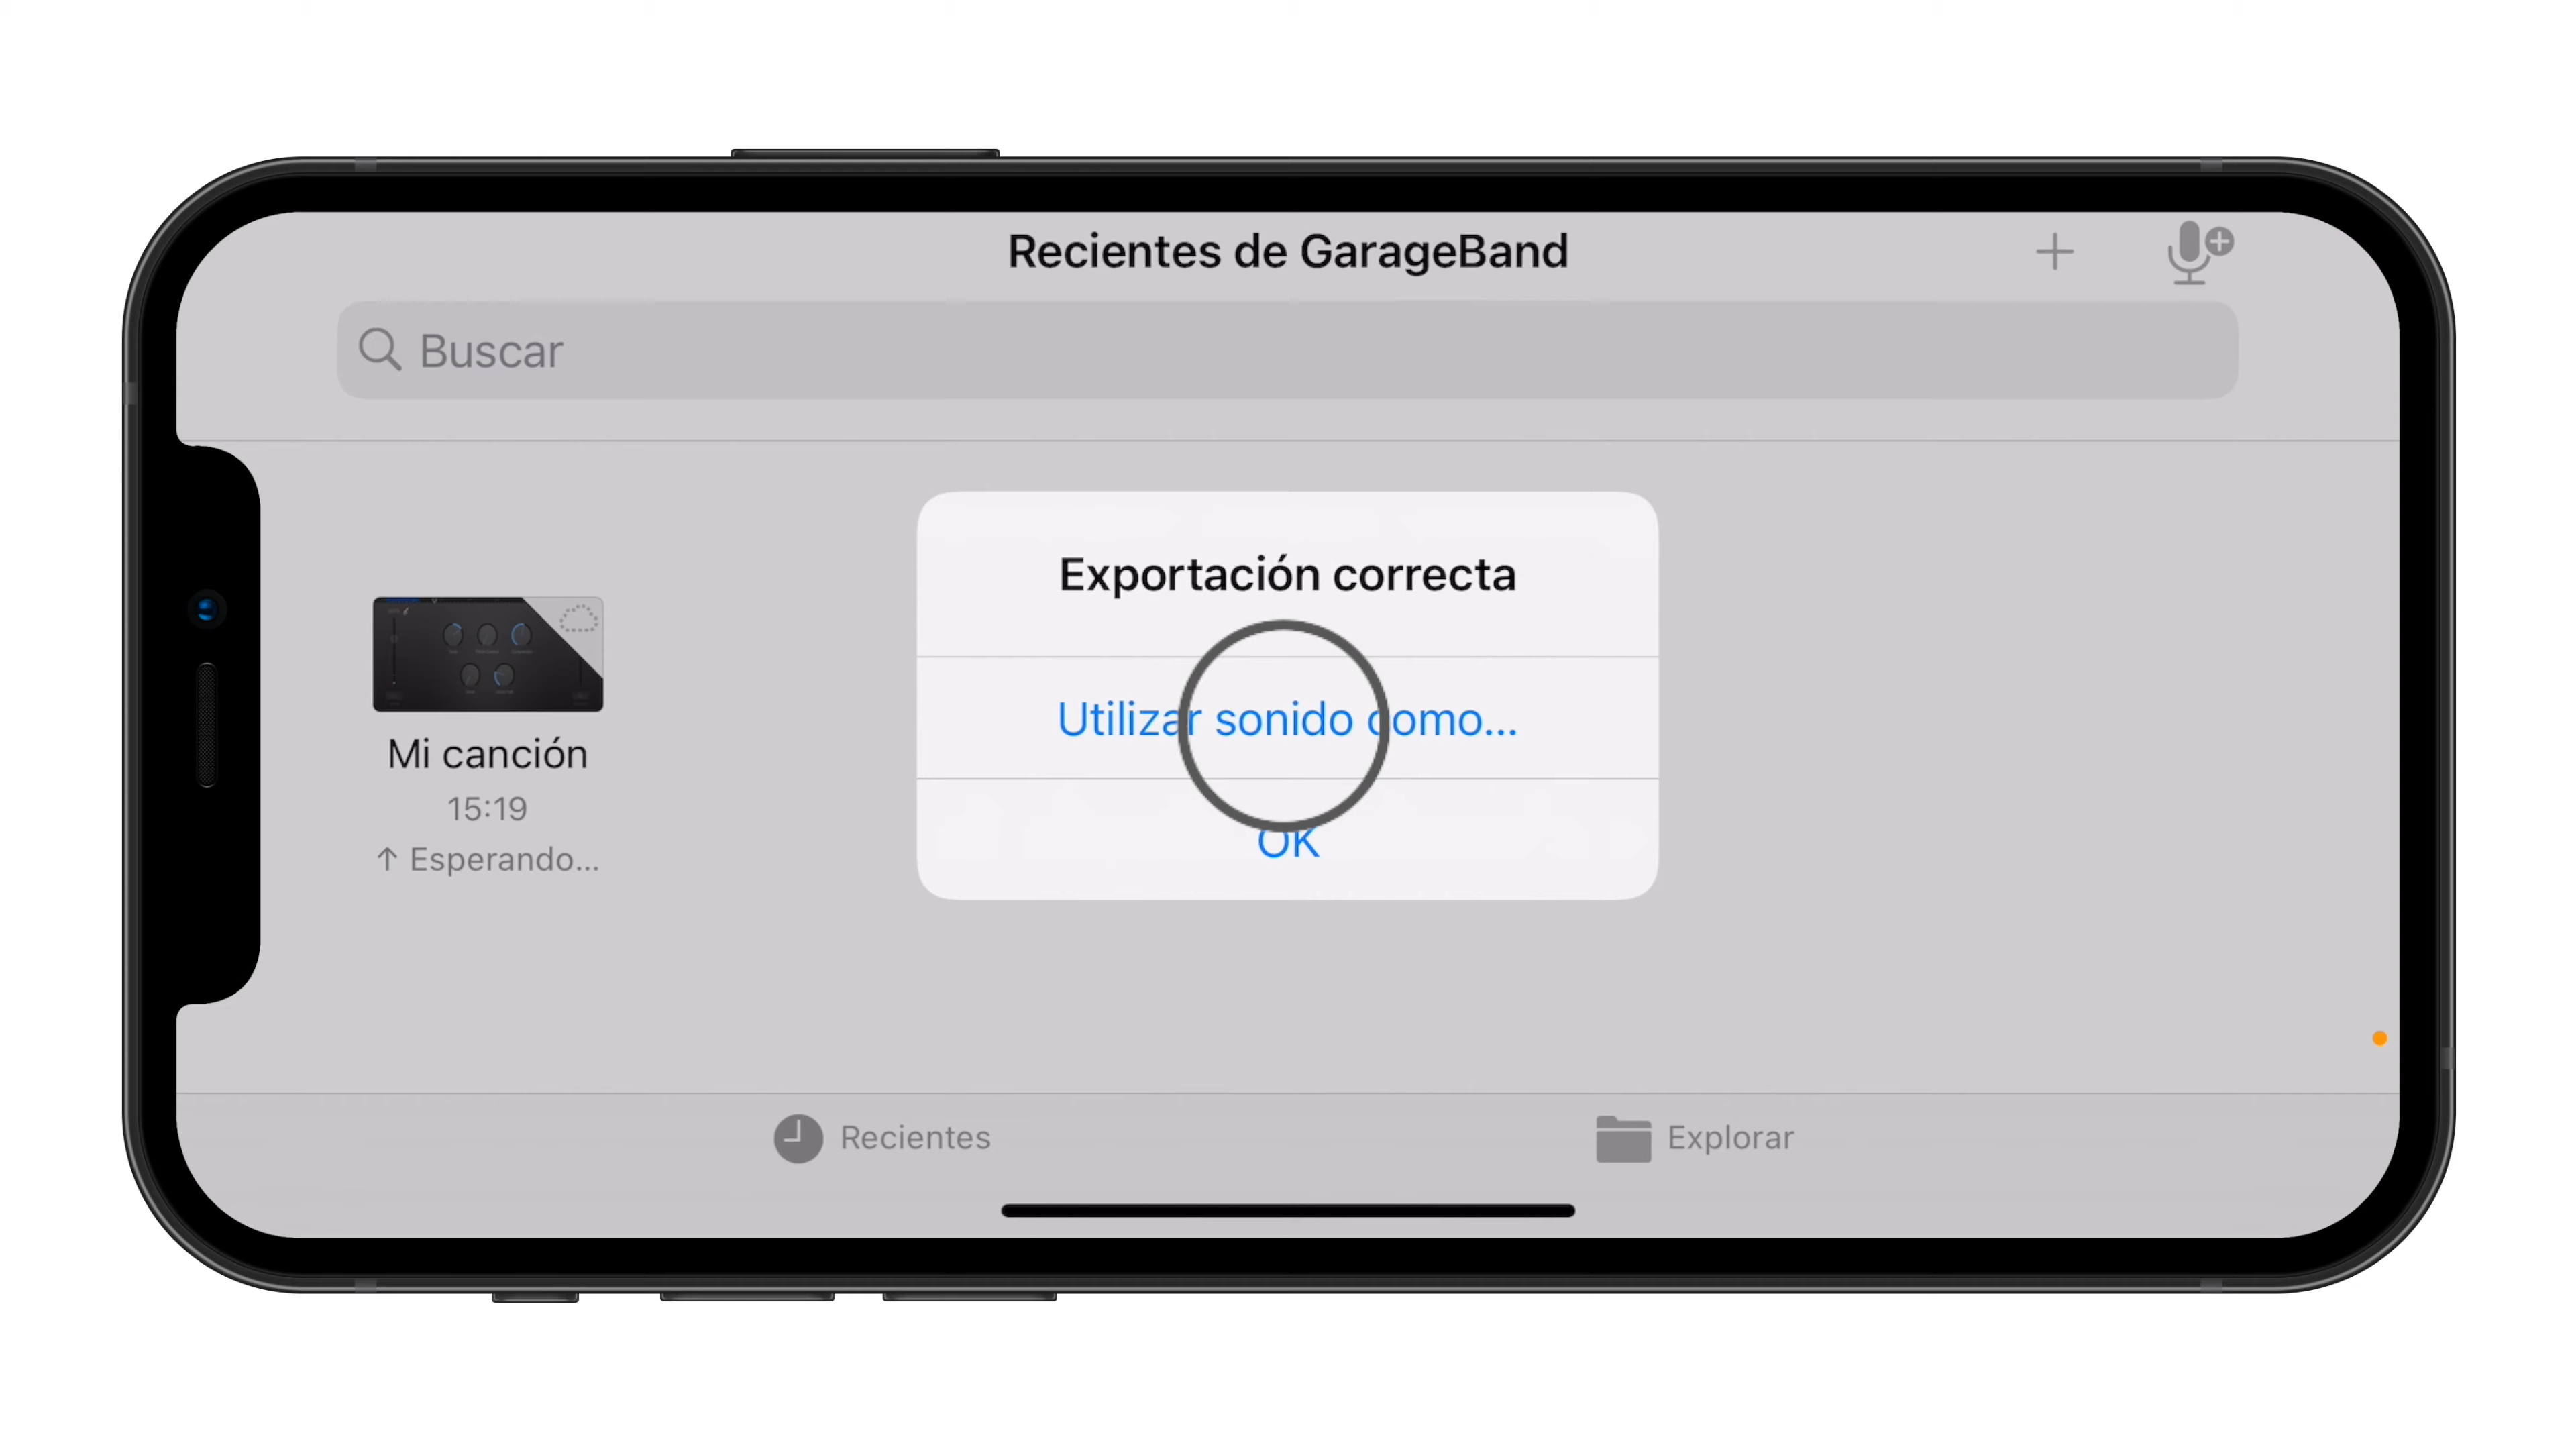 Recientes de GarageBand
Buscar
Exportación correcta
Utilizar sonido como...
OK
Mi canción
15:19
↑ Esperando...
Recientes
Explorar